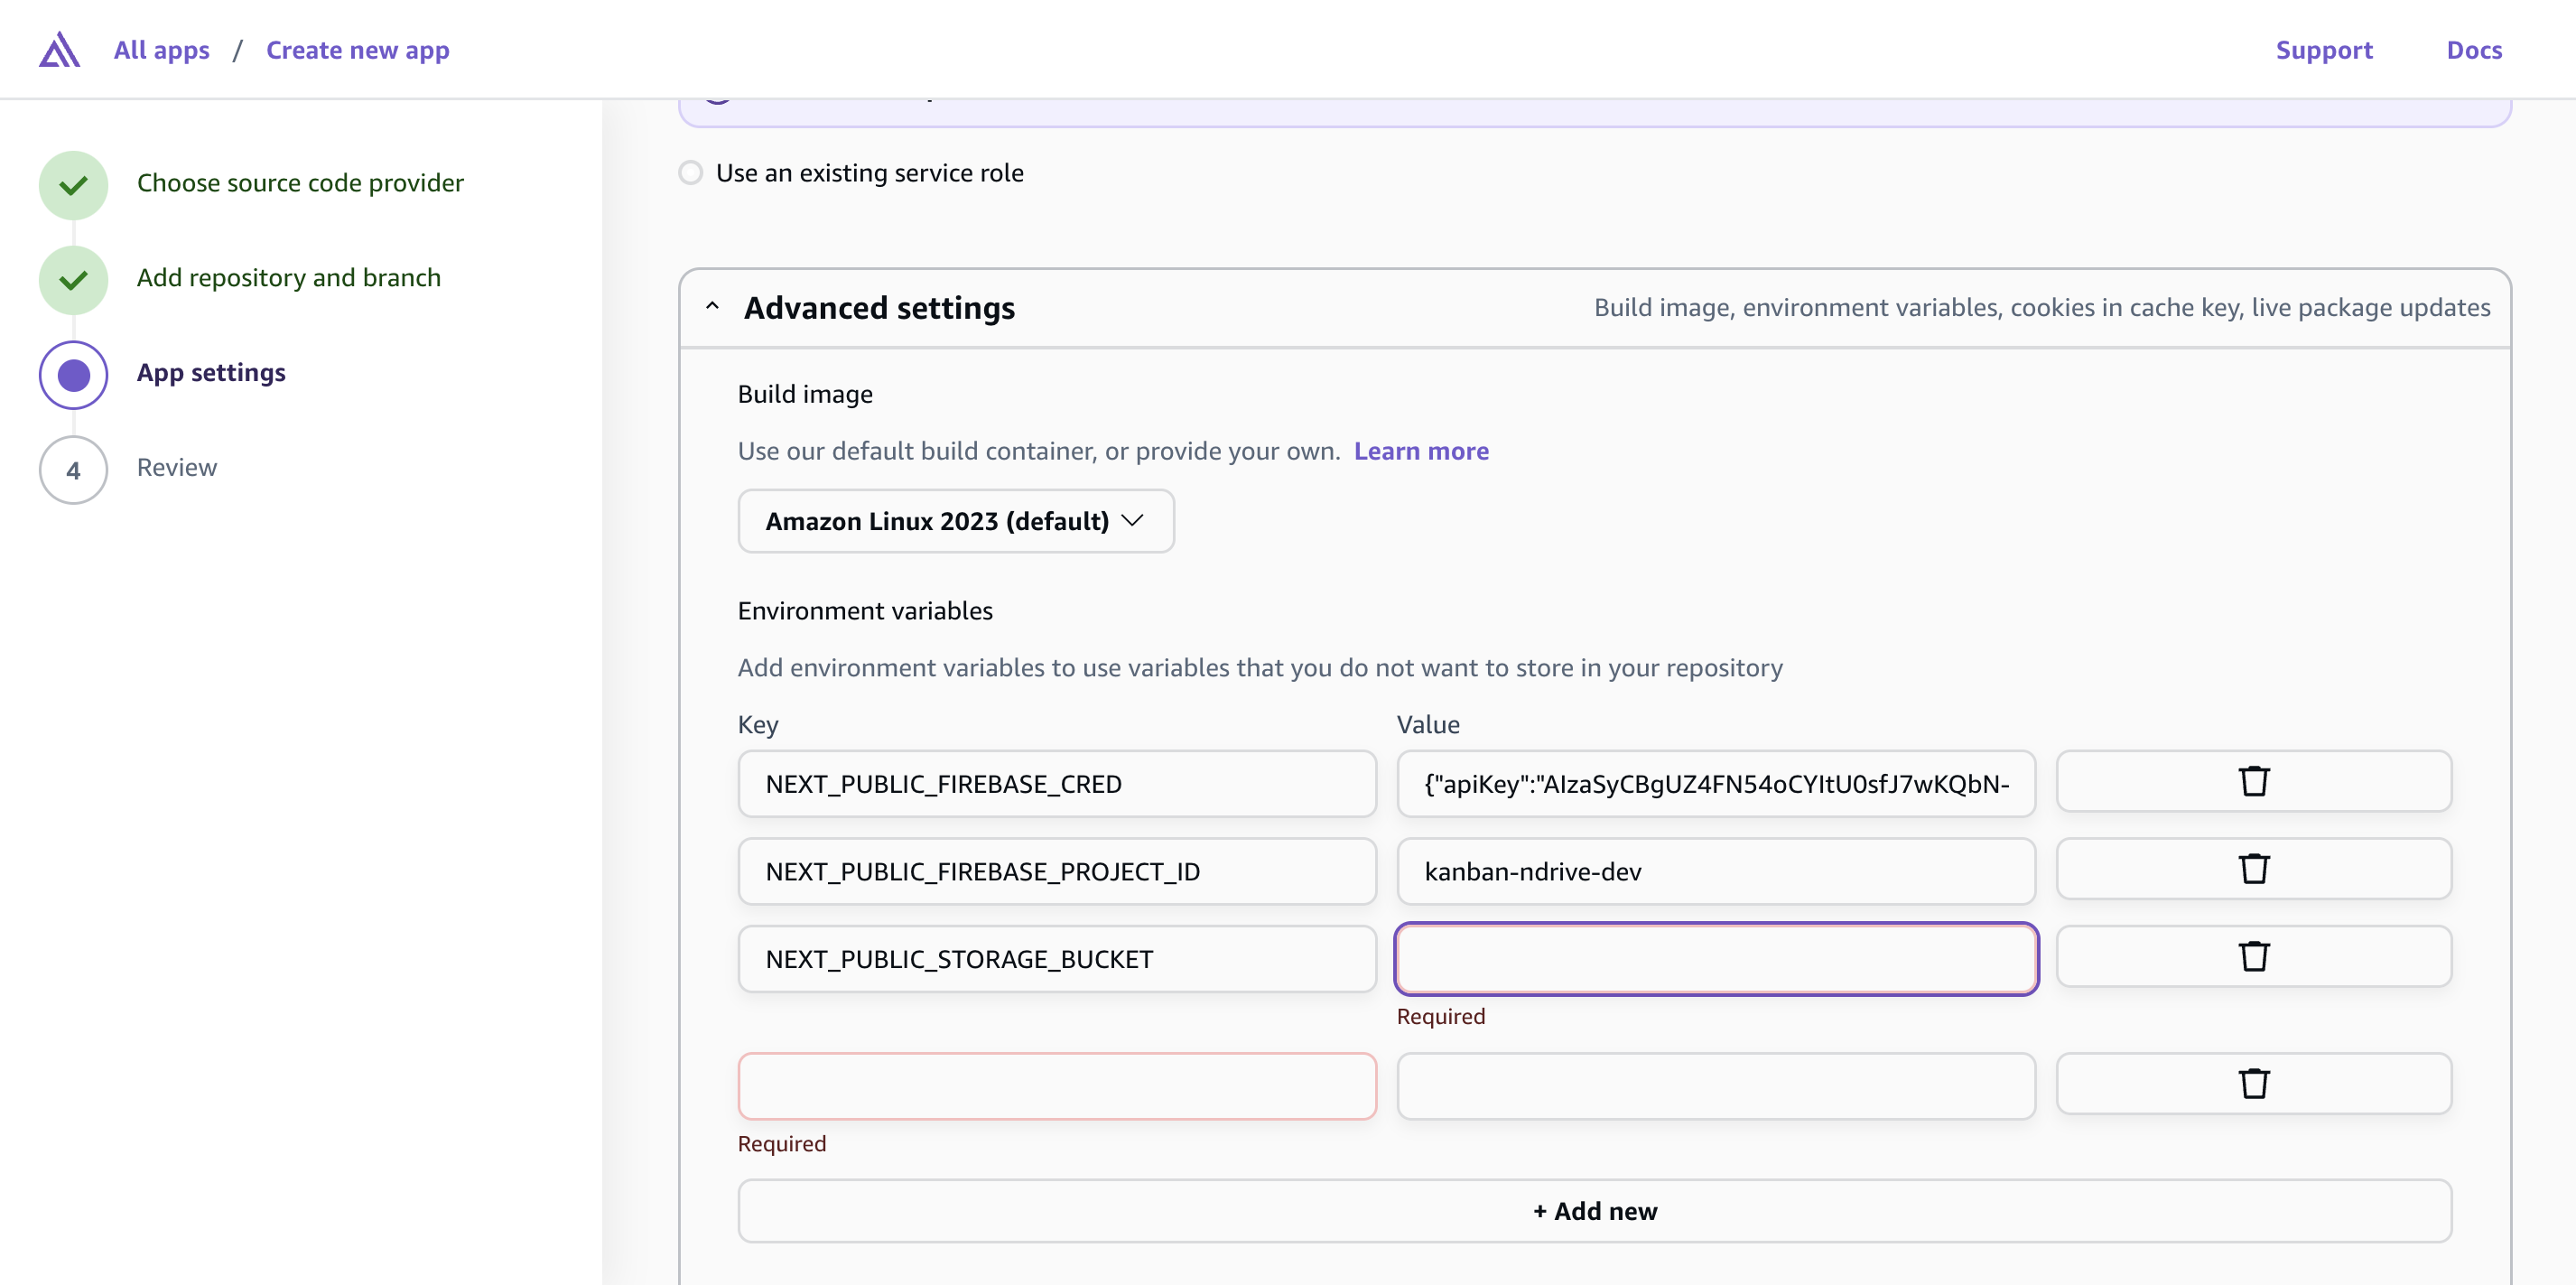 All apps / Create new app
Support
Docs
Choose source code provider
Add repository and branch
App settings
4 Review
Use an existing service role
Advanced settings
Build image, environment variables, cookies in cache key, live package updates
Build image
Use our default build container, or provide your own. Learn more
Amazon Linux 2023 (default)
Environment variables
Add environment variables to use variables that you do not want to store in your repository
Key
Value
NEXT_PUBLIC_FIREBASE_CRED
{"apiKey":"AIzaSyCBgUZ4FN54oCYItU0sfJ7wKQbN-
NEXT_PUBLIC_FIREBASE_PROJECT_ID
kanban-ndrive-dev
NEXT_PUBLIC_STORAGE_BUCKET
Required
Required
+ Add new